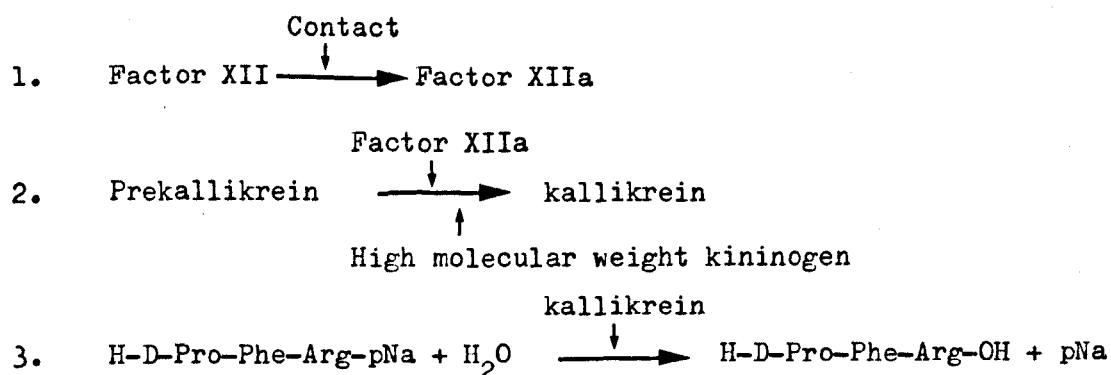 Contact
1. Factor XII Factor XIIa
Factor XIIa
2. Prekallikrein kallikrein
High molecular weight kininogen
kallikrein
3. H-D-Pro-Phe-Arg-pNa + H2O H-D-Pro-Phe-Arg-OH + pNa